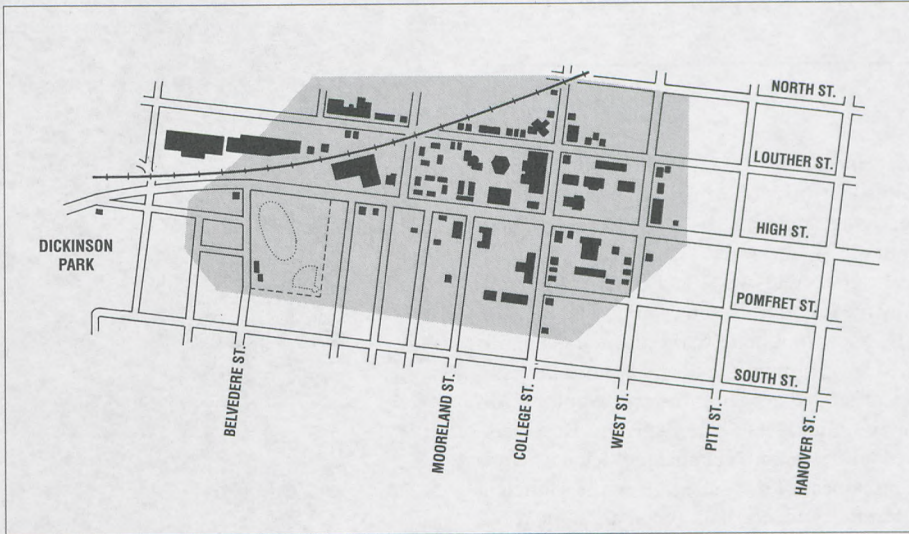 NORTH ST.
LOUTHER ST.
HIGH ST.
DICKINSON
PARK
POMFRET ST.
SOUTH ST.
BELVEDERE ST.
MOORELAND ST.
COLLEGE ST.
WEST ST.
PITT ST.
HANOVER ST.